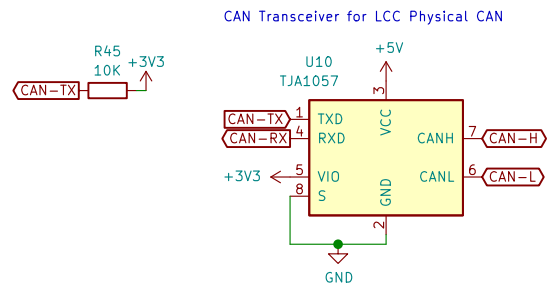 CAN Transceiver for LCC Physical CAN
R45
10K
+3V3
CAN-TX
U10
TJA1057
+5V
3
VCC
CAN-TX
1
TXD
CAN-RX
4
RXD
CANH
7
CAN-H
+3V3
5
VIO
CANL
6
CAN-L
8
S
GND
2
GND